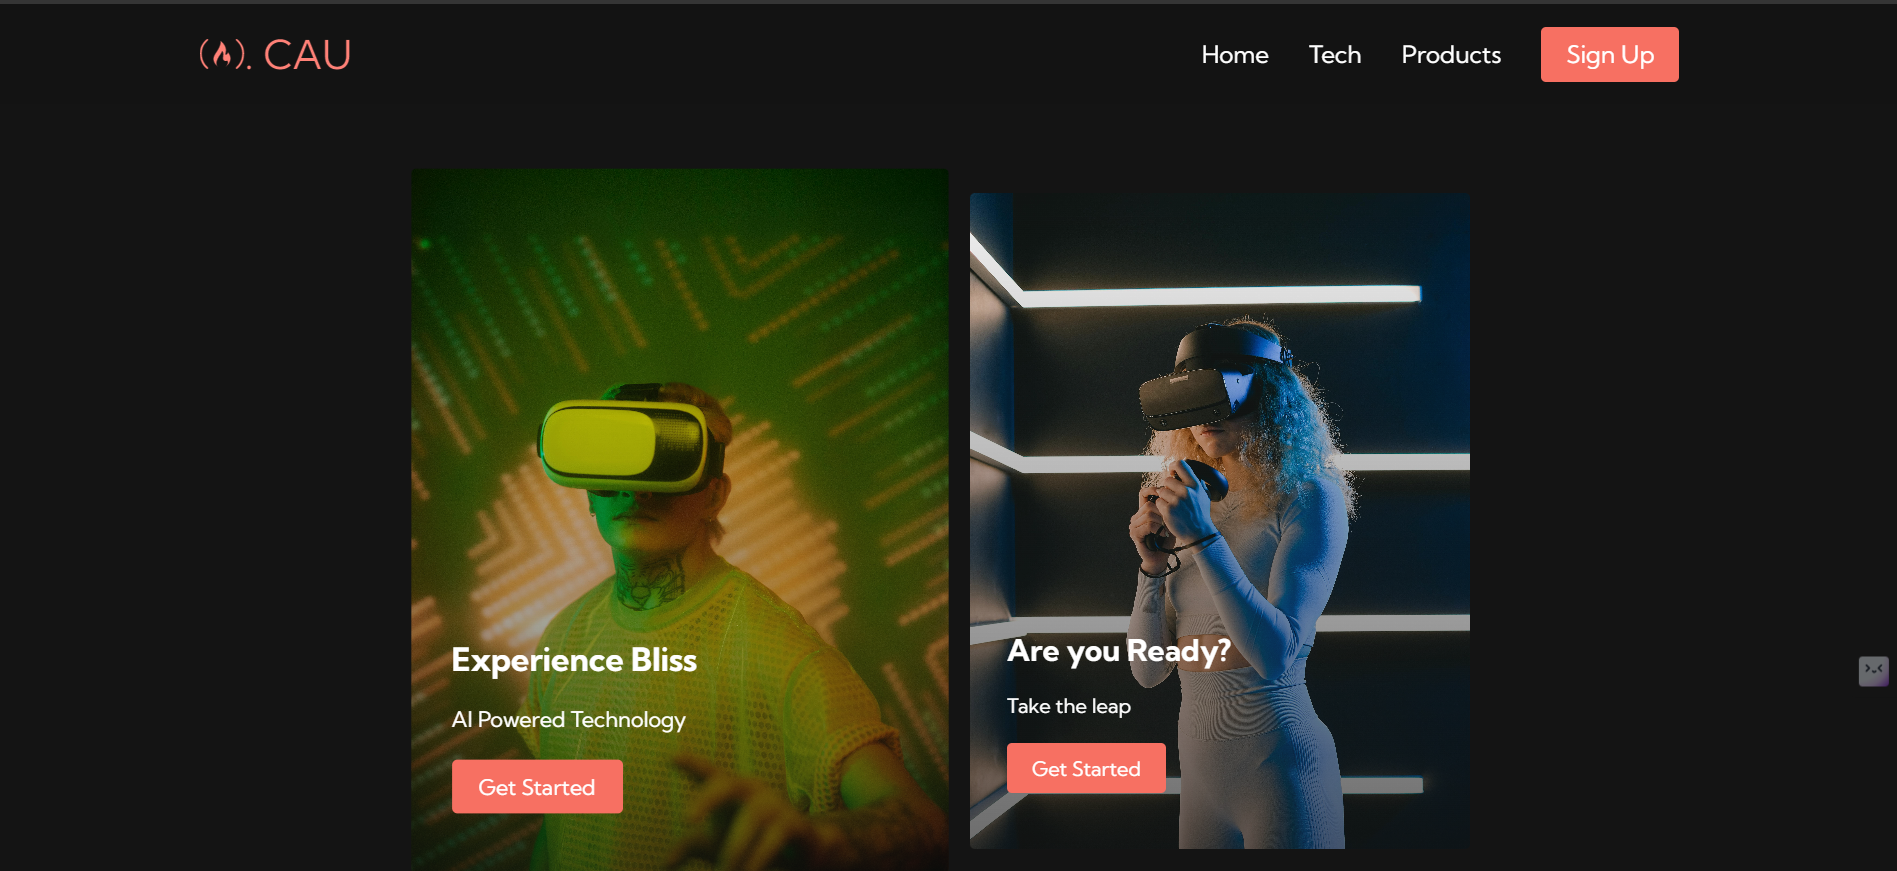 . CAU
Home
Tech
Products
Sign Up
Experience Bliss
AI Powered Technology
Get Started
Are you Ready?
Take the leap
Get Started